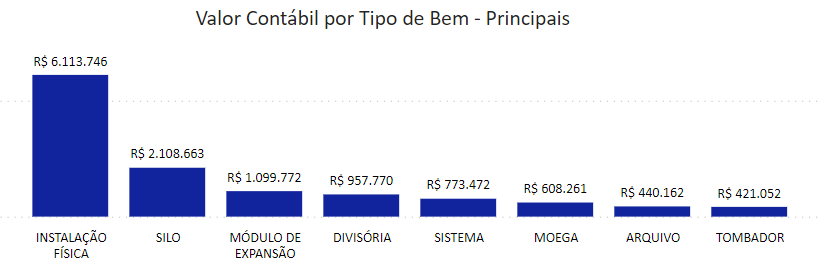 Valor Contábil por Tipo de Bem - Principais
R$ 6.113.746
R$ 2.108.663
R$ 1.099.772
R$ 957.770
R$ 773.472
R$ 608.261
R$ 440.162
R$ 421.052
INSTALAÇÃO
FÍSICA
SILO
MÓDULO DE
EXPANSÃO
DIVISÓRIA
SISTEMA
MOEGA
ARQUIVO
TOMBADOR